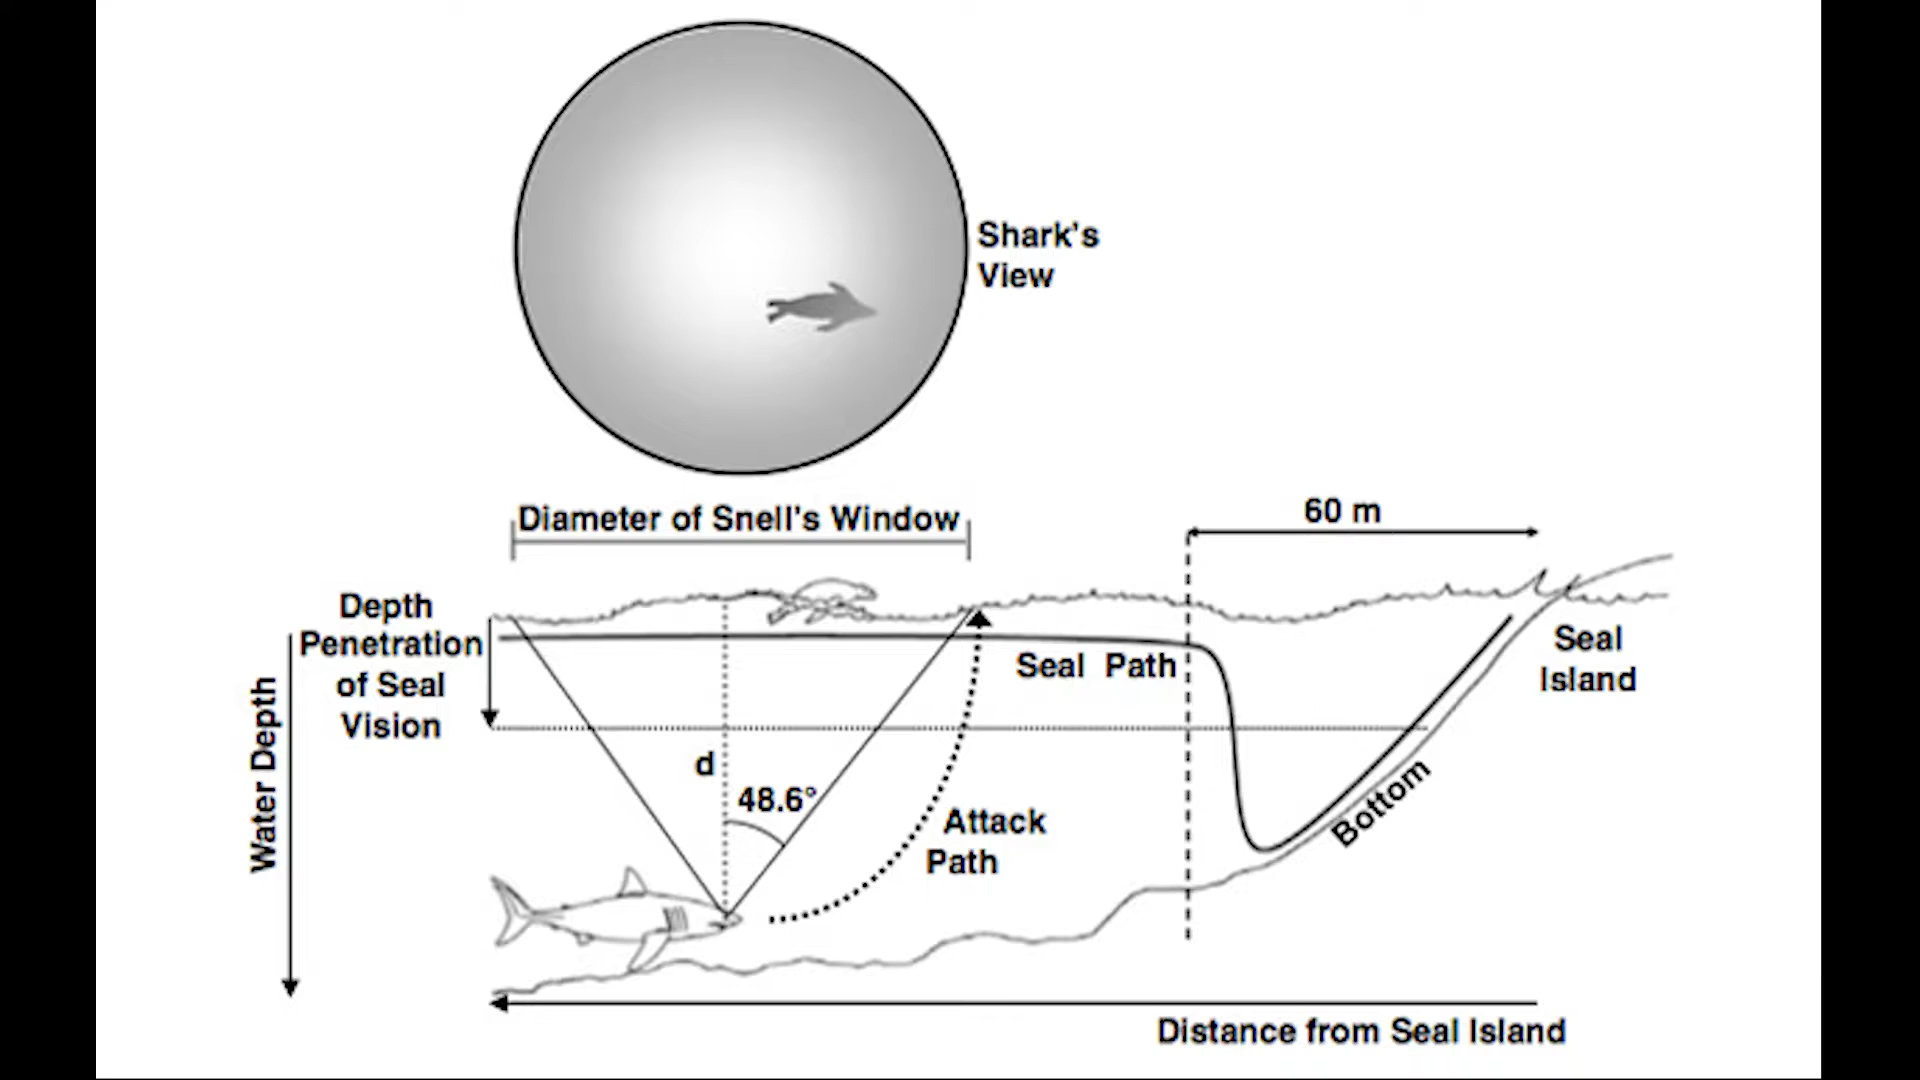 Shark's
View
Diameter of Snell's Window
60 m
Depth
Penetration
of Seal
Vision
Water Depth
Seal Path
Seal
Island
d
48.6°
Attack
Path
Bottom
Distance from Seal Island